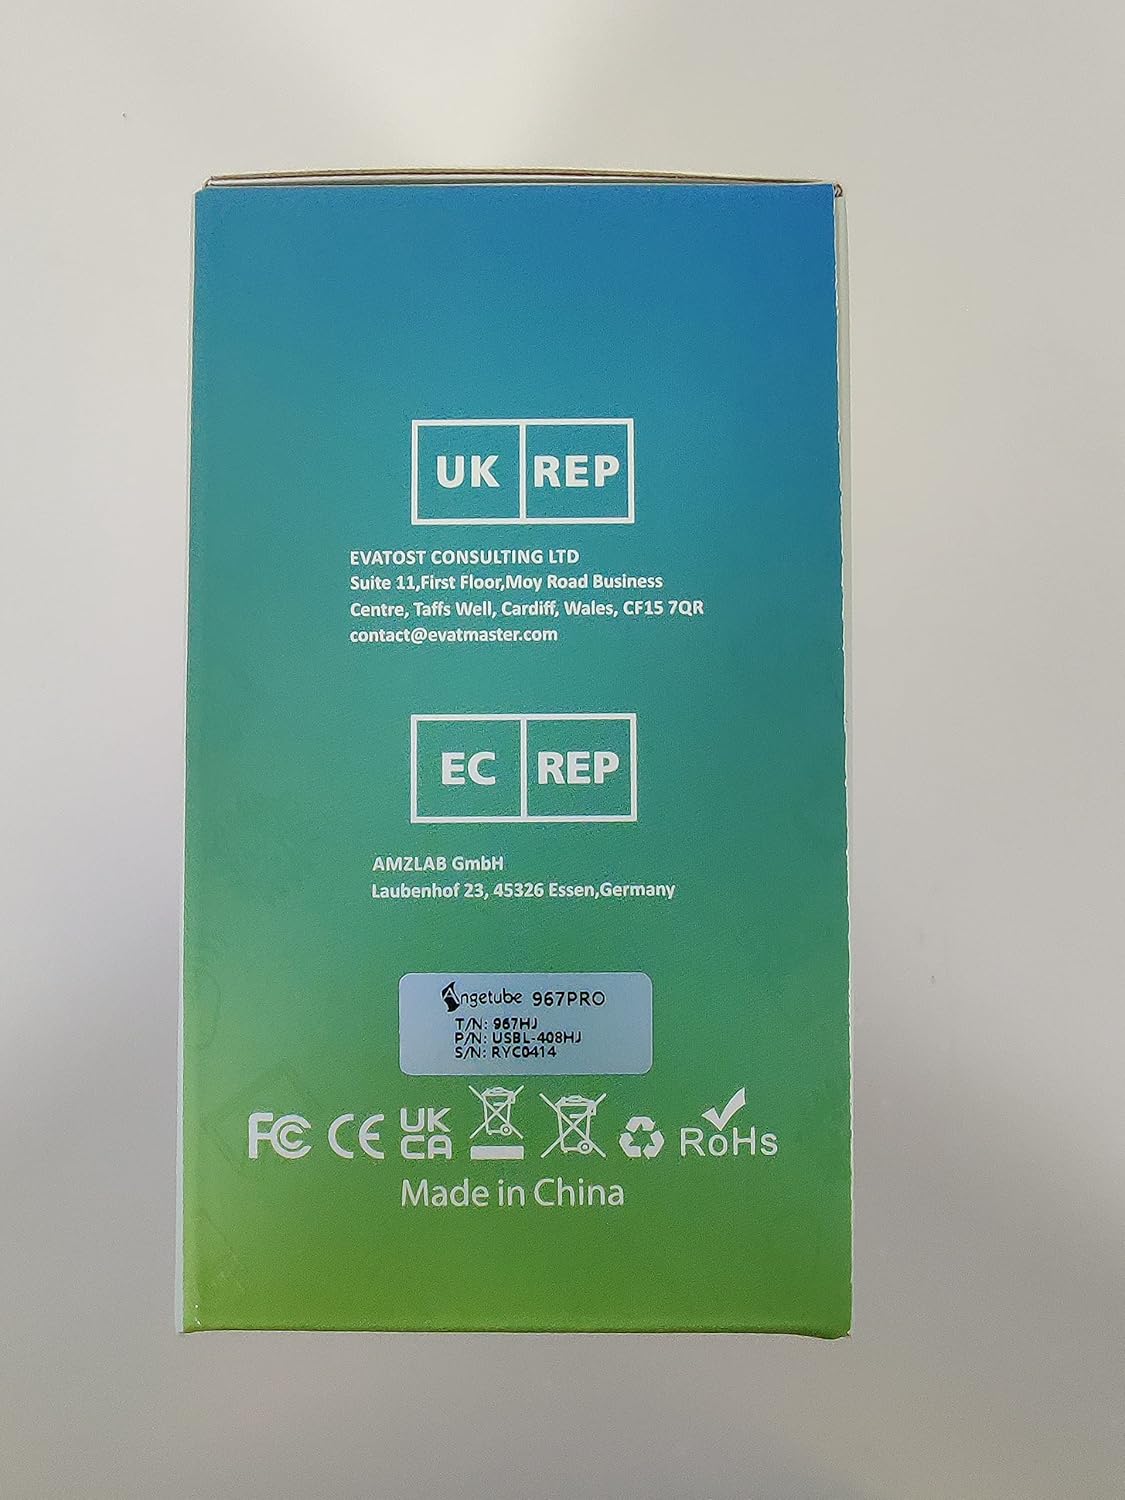 UK REP
EVATOST CONSULTING LTD
Suite 11,First Floor,Moy Road Business
Centre, Taffs Well, Cardiff, Wales, CF15 7QR
contact@evatmaster.com
EC REP
AMZLAB GmbH
Laubenhof 23, 45326 Essen,Germany
Angetube 967PRO
T/N: 967HJ
P/N: USBL-408HJ
S/N: RYC0414
FC CE UK CA RoHs
Made in China